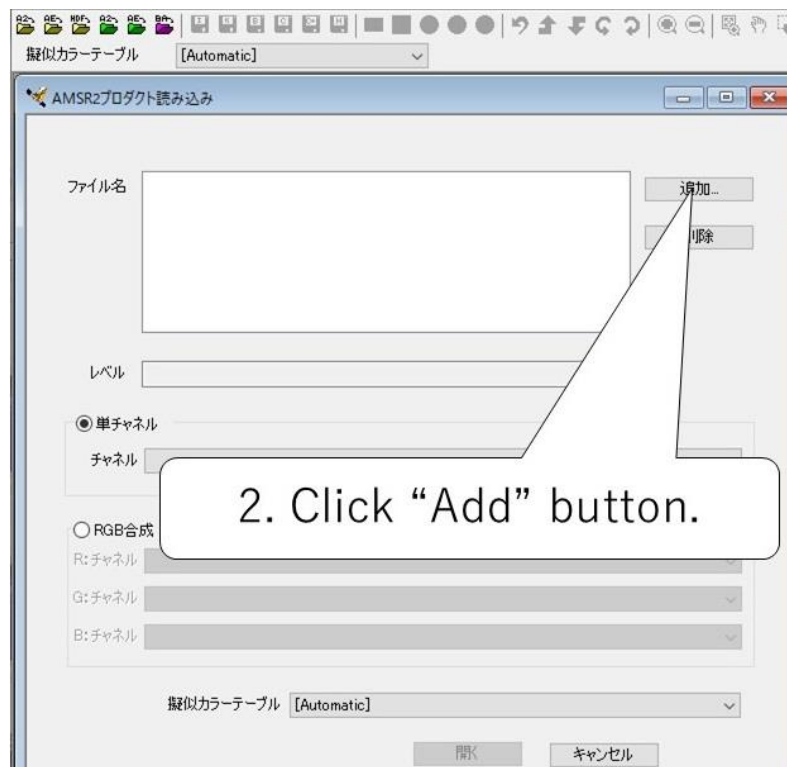 擬似カラーテーブル [Automatic]
AMSR2プロダクト読み込み
ファイル名
追加...
削除
レベル
単チャネル
チャネル
2. Click “Add” button.
RGB合成
R:チャネル
G:チャネル
B:チャネル
擬似カラーテーブル [Automatic]
開く キャンセル